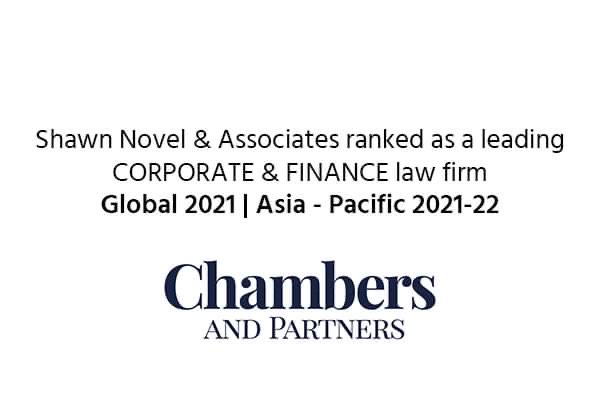 Shawn Novel & Associates ranked as a leading
CORPORATE & FINANCE law firm
Global 2021 | Asia - Pacific 2021-22
Chambers
AND PARTNERS